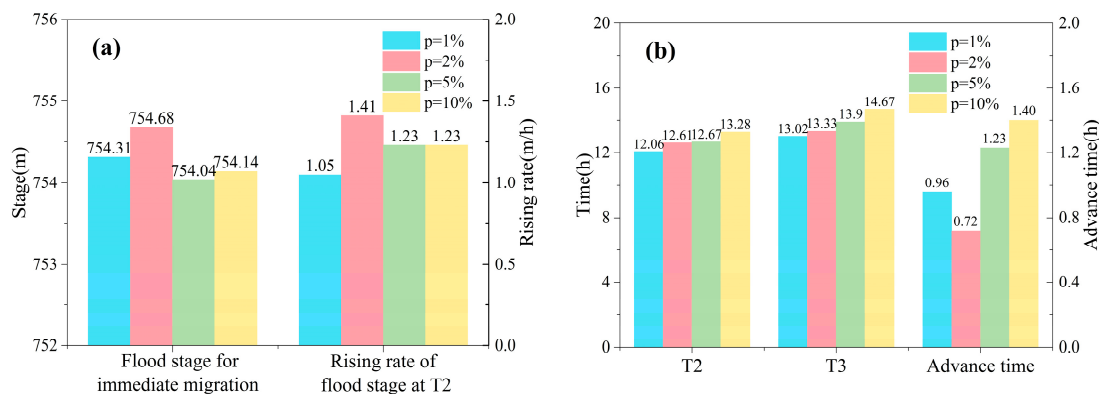 (a)
p=1%
p=2%
p=5%
p=10%
756
755
754
753
752
Stage(m)
754.31
754.68
754.04
754.14
1.05
1.41
1.23
1.23
2.0
1.5
1.0
0.5
0.0
Rising rate(m/h)
Flood stage for
immediate migration
Rising rate of
flood stage at T2
(b)
p=1%
p=2%
p=5%
p=10%
20
16
12
8
4
0
Time(h)
12.06
12.61
12.67
13.28
13.02
13.33
13.9
14.67
0.96
0.72
1.23
1.40
2.0
1.6
1.2
0.8
0.4
0.0
Advance time(h)
T2
T3
Advance time